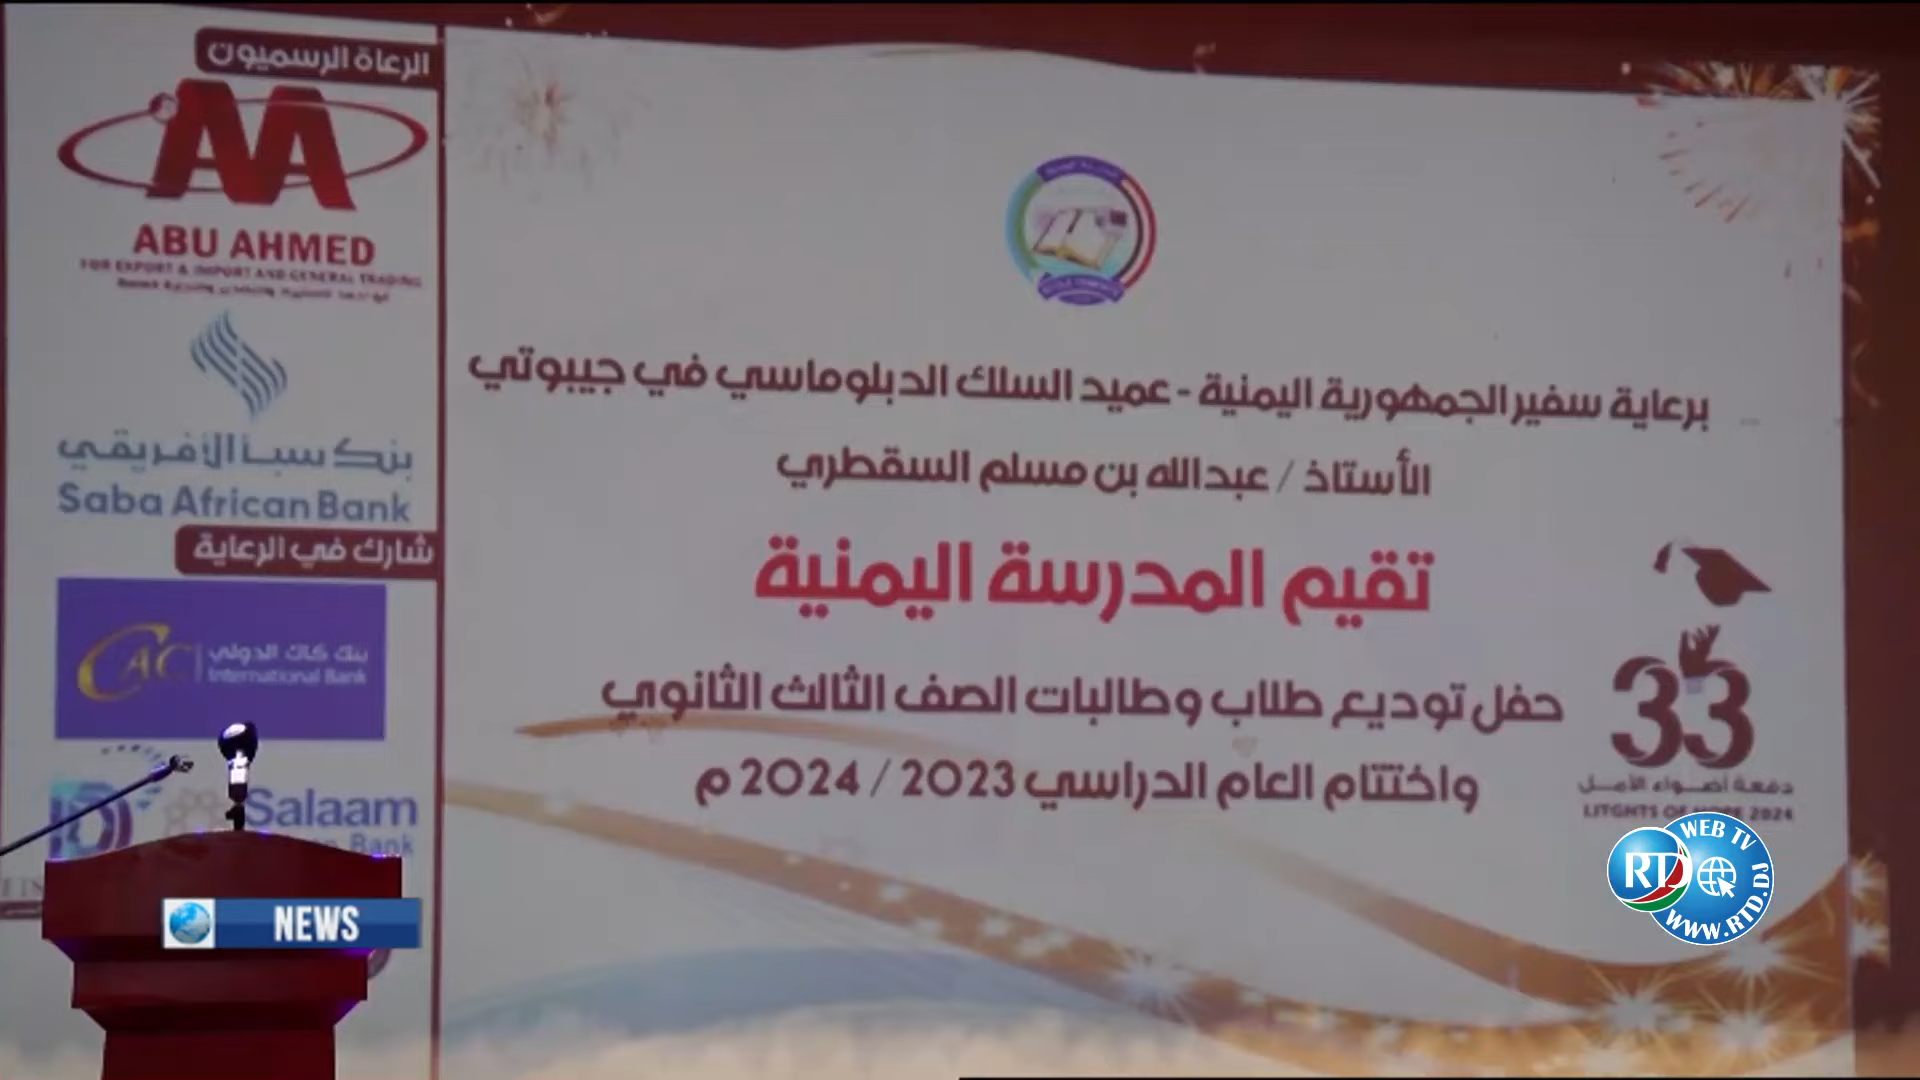 الرعاة الرسميون
ABU AHMED
FOR EXPORT & IMPORT AND GENERAL TRADING
بنك سبأ الأفريقي
Saba African Bank
شارك في الرعاية
CAC
بنك كاك الدولي
International Bank
Salaam
Bank
برعاية سفير الجمهورية اليمنية - عميد السلك الدبلوماسي في جيبوتي
الأستاذ / عبدالله بن مسلم السقطري
تقيم المدرسة اليمنية
حفل توديع طلاب وطالبات الصف الثالث الثانوي
واختتام العام الدراسي 2023 / 2024 م
33
دفعة أضواء الأمل
LITGHTS OF HOPE 2024
NEWS
WEB TV
RTD
WWW.RTD.DJ